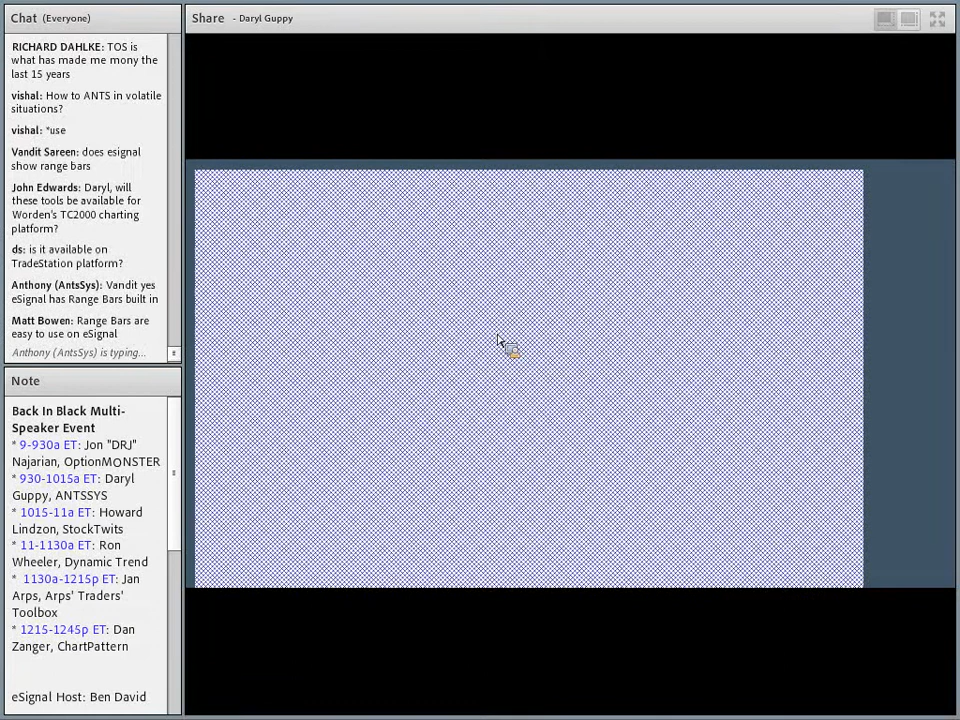 Chat (Everyone)
RICHARD DAHLKE: TOS is
what has made me mony the
last 15 years
vishal: How to ANTS in volatile
situations?
vishal: *use
Vandit Sareen: does esignal
show range bars
John Edwards: Daryl, will
these tools be available for
Worden's TC2000 charting
platform?
ds: is it available on
TradeStation platform?
Anthony (AntsSys): Vandit yes
eSignal has Range Bars built in
Matt Bowen: Range Bars are
easy to use on eSignal
Anthony (AntsSys) is typing...
Note
Back In Black Multi-
Speaker Event
* 9-930a ET: Jon "DRJ"
Najarian, OptionMONSTER
* 930-1015a ET: Daryl
Guppy, ANTSSYS
* 1015-11a ET: Howard
Lindzon, StockTwits
* 11-1130a ET: Ron
Wheeler, Dynamic Trend
* 1130a-1215p ET: Jan
Arps, Arps' Traders'
Toolbox
* 1215-1245p ET: Dan
Zanger, ChartPattern
eSignal Host: Ben David
Share - Daryl Guppy